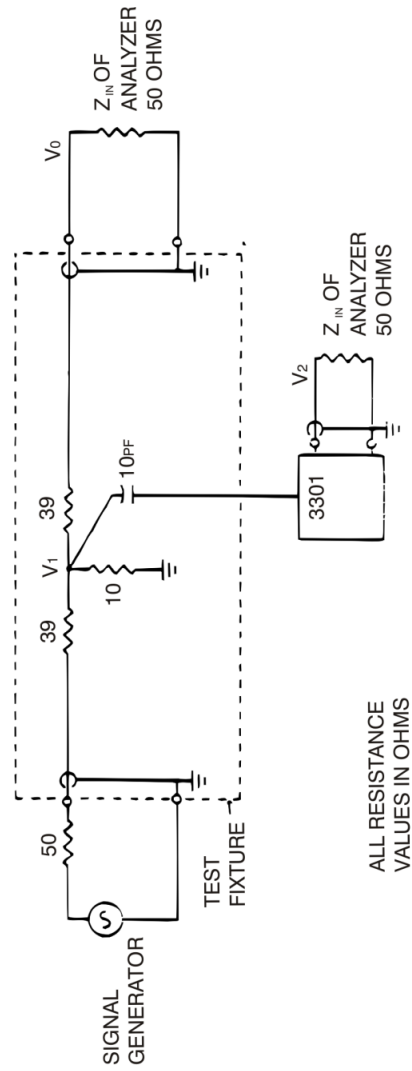 SIGNAL
GENERATOR
S
50
TEST
FIXTURE
39
V1
39
10
10PF
V0
Z IN OF
ANALYZER
50 OHMS
3301
V2
Z IN OF
ANALYZER
50 OHMS
ALL RESISTANCE
VALUES IN OHMS